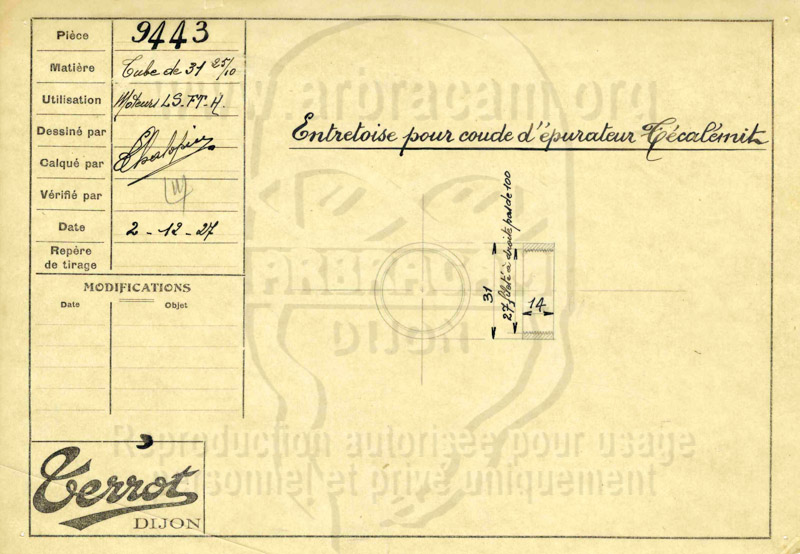 Pièce 9443
Matière Tube de 31 25/10
Utilisation Moteurs LS-FT-H.
Dessiné par
Calqué par
Vérifié par
Date 2-12-27
Repère
de tirage
MODIFICATIONS
Date Objet
Terrot
DIJON
Entretoise pour coude d'épurateur Técalémit
31
27 fileté à droite pas de 100
14
www.arbracam.org
ARBRACAM
DIJON
Reproduction autorisée pour usage
personnel et privé uniquement